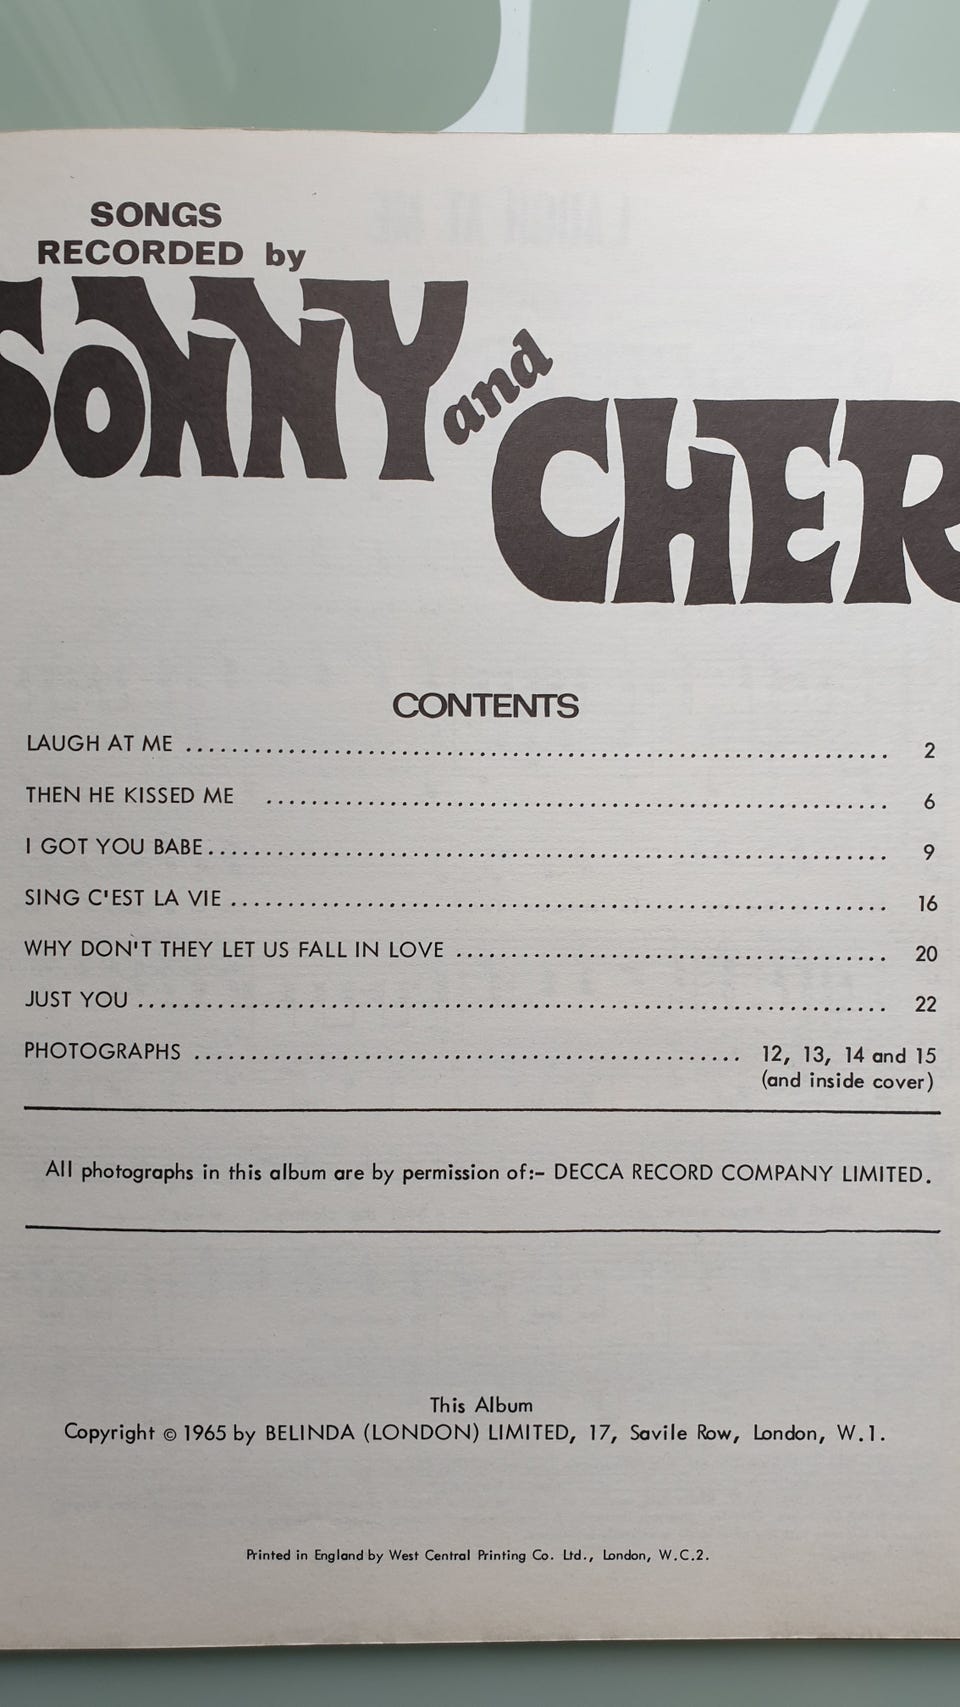 SONGS
RECORDED by
SONNY
and
CHER
CONTENTS
LAUGH AT ME ........................................................ 2
THEN HE KISSED ME ........................................................ 6
I GOT YOU BABE ........................................................ 9
SING C'EST LA VIE ........................................................ 16
WHY DON'T THEY LET US FALL IN LOVE ........................................ 20
JUST YOU ........................................................ 22
PHOTOGRAPHS ............................................ 12, 13, 14 and 15
(and inside cover)
All photographs in this album are by permission of:- DECCA RECORD COMPANY LIMITED.
This Album
Copyright © 1965 by BELINDA (LONDON) LIMITED, 17, Savile Row, London, W.1.
Printed in England by West Central Printing Co. Ltd., London, W.C.2.